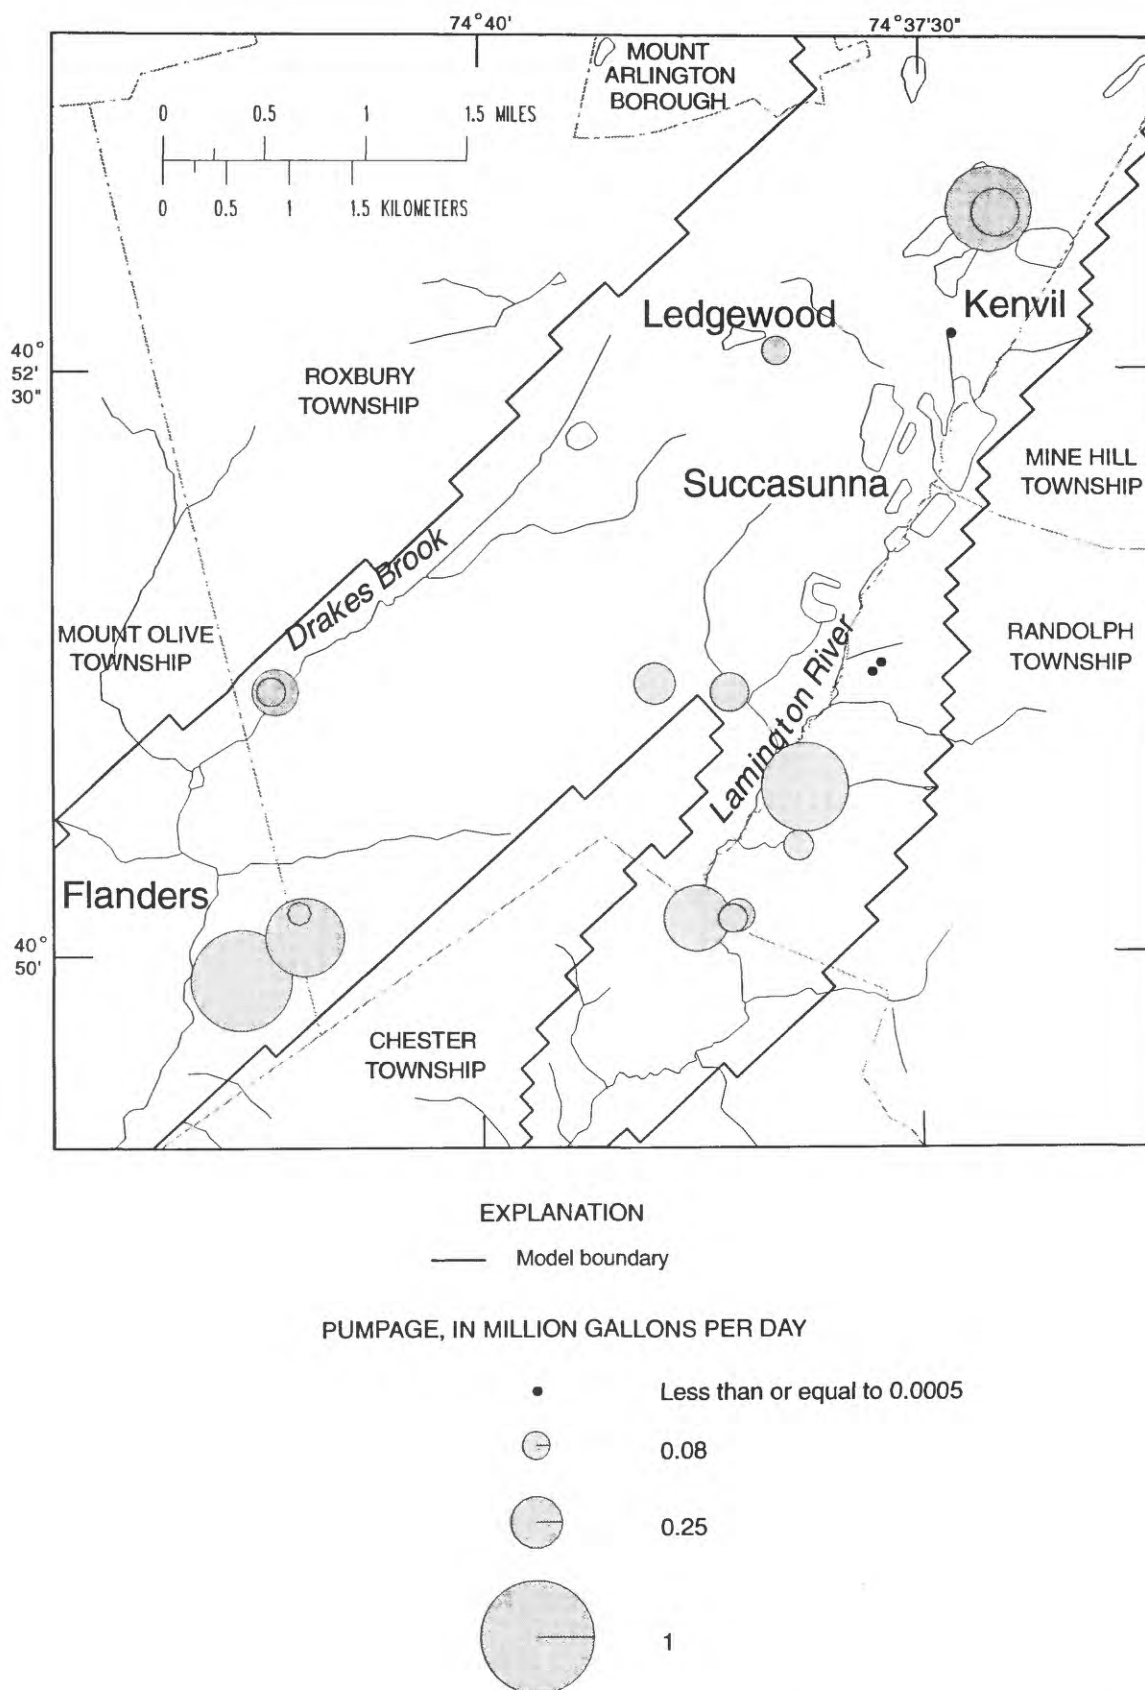 74°40'
74°37'30"
MOUNT
ARLINGTON
BOROUGH
0 0.5 1 1.5 MILES
0 0.5 1 1.5 KILOMETERS
Kenvil
Ledgewood
40°
52'
30"
ROXBURY
TOWNSHIP
MINE HILL
TOWNSHIP
Succasunna
Drakes Brook
MOUNT OLIVE
TOWNSHIP
RANDOLPH
TOWNSHIP
Lamington River
Flanders
40°
50'
CHESTER
TOWNSHIP
EXPLANATION
Model boundary
PUMPAGE, IN MILLION GALLONS PER DAY
Less than or equal to 0.0005
0.08
0.25
1